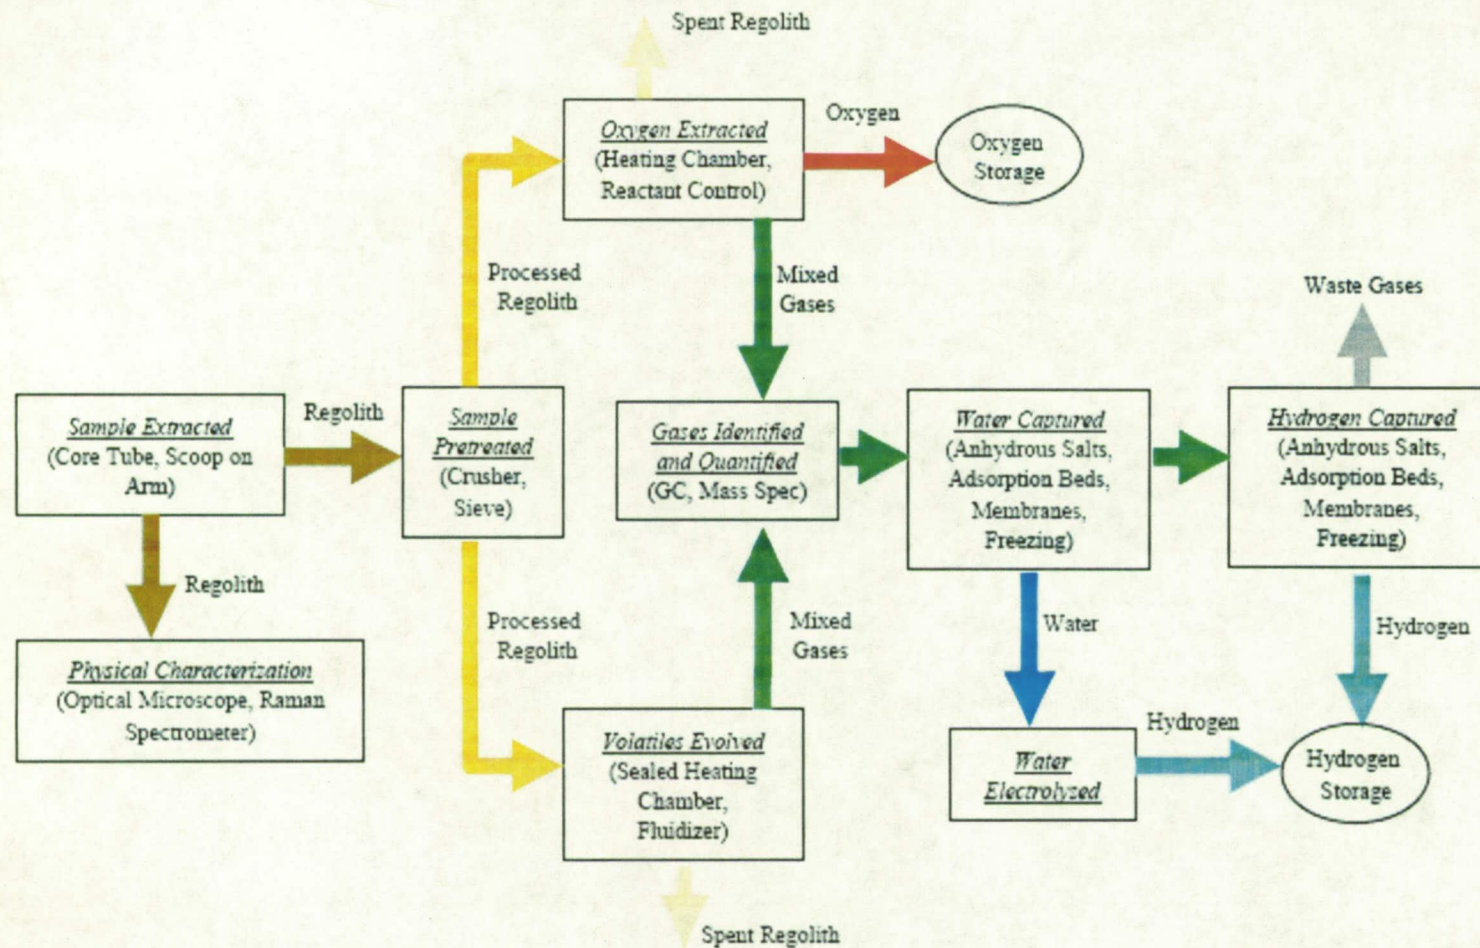 Spent Regolith
Oxygen Extracted
(Heating Chamber,
Reactant Control)
Oxygen
Oxygen
Storage
Processed
Regolith
Mixed
Gases
Waste Gases
Sample Extracted
(Core Tube, Scoop on
Arm)
Regolith
Sample
Pretreated
(Crusher,
Sieve)
Gases Identified
and Quantified
(GC, Mass Spec)
Water Captured
(Anhydrous Salts,
Adsorption Beds,
Membranes,
Freezing)
Hydrogen Captured
(Anhydrous Salts,
Adsorption Beds,
Membranes,
Freezing)
Regolith
Processed
Regolith
Mixed
Gases
Water
Hydrogen
Physical Characterization
(Optical Microscope, Raman
Spectrometer)
Volatiles Evolved
(Sealed Heating
Chamber,
Fluidizer)
Water
Electrolyzed
Hydrogen
Hydrogen
Storage
Spent Regolith